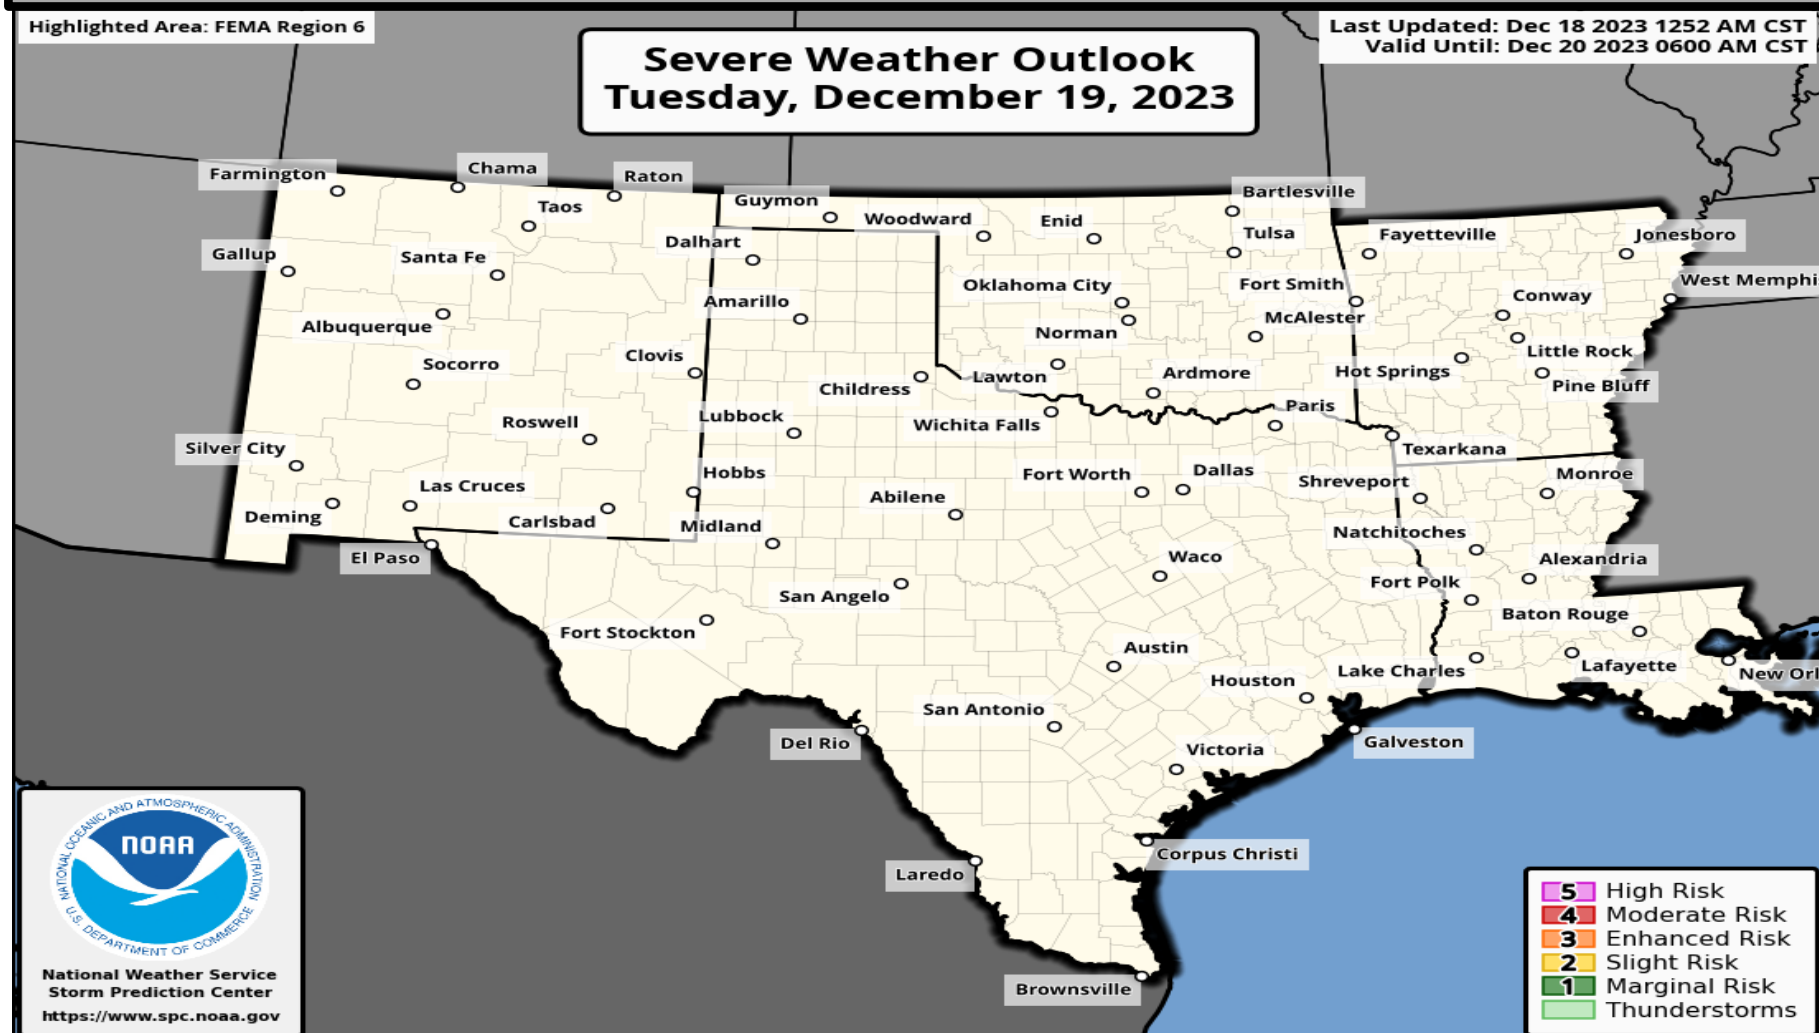 Highlighted Area: FEMA Region 6
Severe Weather Outlook
Tuesday, December 19, 2023
Last Updated: Dec 18 2023 1252 AM CST
Valid Until: Dec 20 2023 0600 AM CST
Farmington
Chama
Raton
Taos
Guymon
Woodward
Enid
Bartlesville
Gallup
Santa Fe
Dalhart
Tulsa
Fayetteville
Jonesboro
Albuquerque
Amarillo
Oklahoma City
Fort Smith
Conway
West Memphi
Norman
McAlester
Socorro
Clovis
Childress
Lawton
Ardmore
Hot Springs
Little Rock
Pine Bluff
Roswell
Lubbock
Wichita Falls
Paris
Silver City
Texarkana
Las Cruces
Hobbs
Abilene
Fort Worth
Dallas
Shreveport
Monroe
Deming
Carlsbad
Midland
Natchitoches
El Paso
San Angelo
Waco
Fort Polk
Alexandria
Fort Stockton
Austin
Baton Rouge
Houston
Lake Charles
Lafayette
New Orl
San Antonio
Del Rio
Victoria
Galveston
Laredo
Corpus Christi
Brownsville
NATIONAL OCEANIC AND ATMOSPHERIC ADMINISTRATION
NOAA
U.S. DEPARTMENT OF COMMERCE
National Weather Service
Storm Prediction Center
https://www.spc.noaa.gov
5 High Risk
4 Moderate Risk
3 Enhanced Risk
2 Slight Risk
1 Marginal Risk
Thunderstorms